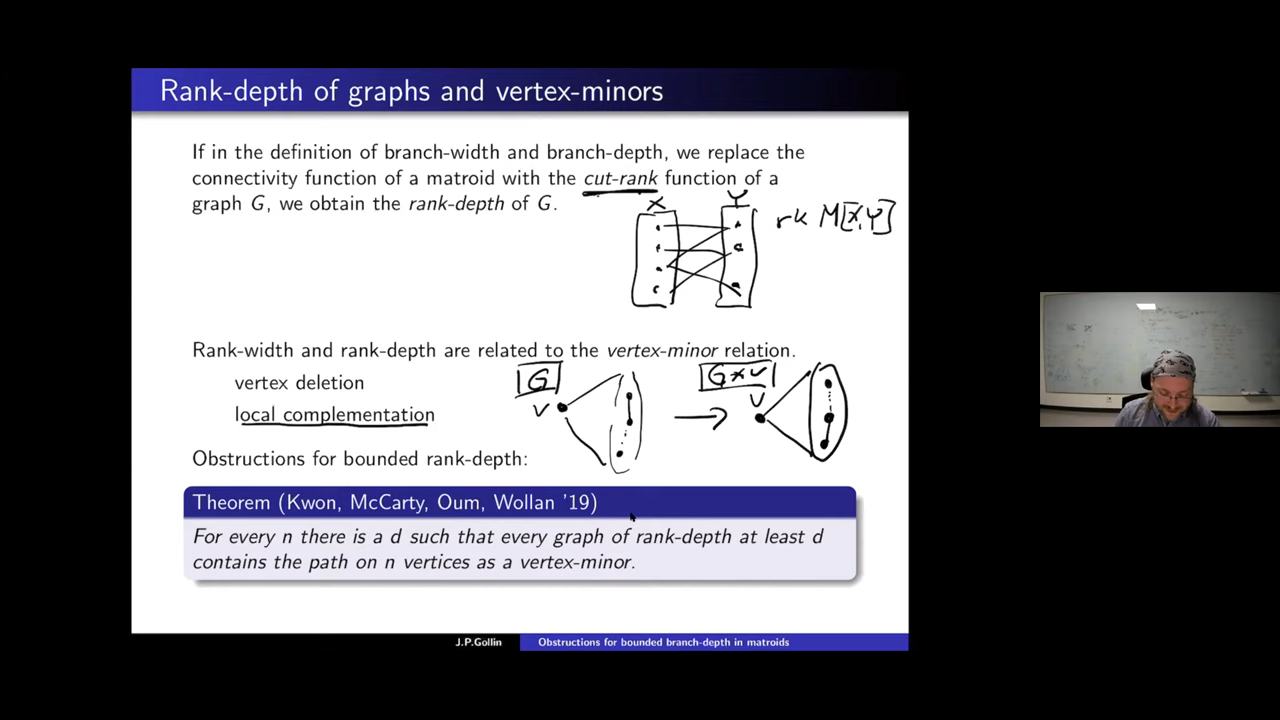 Rank-depth of graphs and vertex-minors
If in the definition of branch-width and branch-depth, we replace the
connectivity function of a matroid with the cut-rank function of a
graph G, we obtain the rank-depth of G.
X Y
rk M[X,Y]
Rank-width and rank-depth are related to the vertex-minor relation.
G G*v
vertex deletion
v v
local complementation
Obstructions for bounded rank-depth:
Theorem (Kwon, McCarty, Oum, Wollan '19)
For every n there is a d such that every graph of rank-depth at least d
contains the path on n vertices as a vertex-minor.
J.P.Gollin Obstructions for bounded branch-depth in matroids